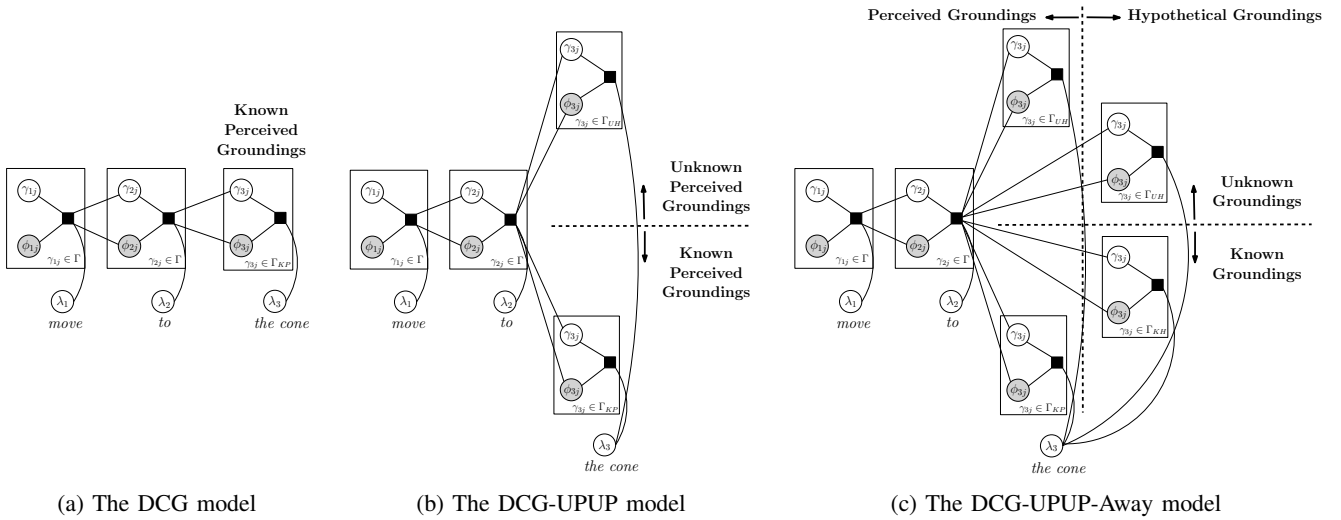 Known
Perceived
Groundings
γ1j
ϕ1j
γ1j ∈ Γ
γ2j
ϕ2j
γ2j ∈ Γ
γ3j
ϕ3j
γ3j ∈ ΓKP
λ1
move
λ2
to
λ3
the cone
(a) The DCG model
γ3j
ϕ3j
γ3j ∈ ΓUH
γ1j
ϕ1j
γ1j ∈ Γ
γ2j
ϕ2j
γ2j ∈ Γ
Unknown
Perceived
Groundings
Known
Perceived
Groundings
λ1
move
λ2
to
γ3j
ϕ3j
γ3j ∈ ΓKP
λ3
the cone
(b) The DCG-UPUP model
Perceived Groundings
Hypothetical Groundings
γ3j
ϕ3j
γ3j ∈ ΓUH
γ3j
ϕ3j
γ3j ∈ ΓUH
γ1j
ϕ1j
γ1j ∈ Γ
γ2j
ϕ2j
γ2j ∈ Γ
Unknown
Groundings
Known
Groundings
γ3j
ϕ3j
γ3j ∈ ΓKH
λ1
move
λ2
to
γ3j
ϕ3j
γ3j ∈ ΓKP
λ3
the cone
(c) The DCG-UPUP-Away model